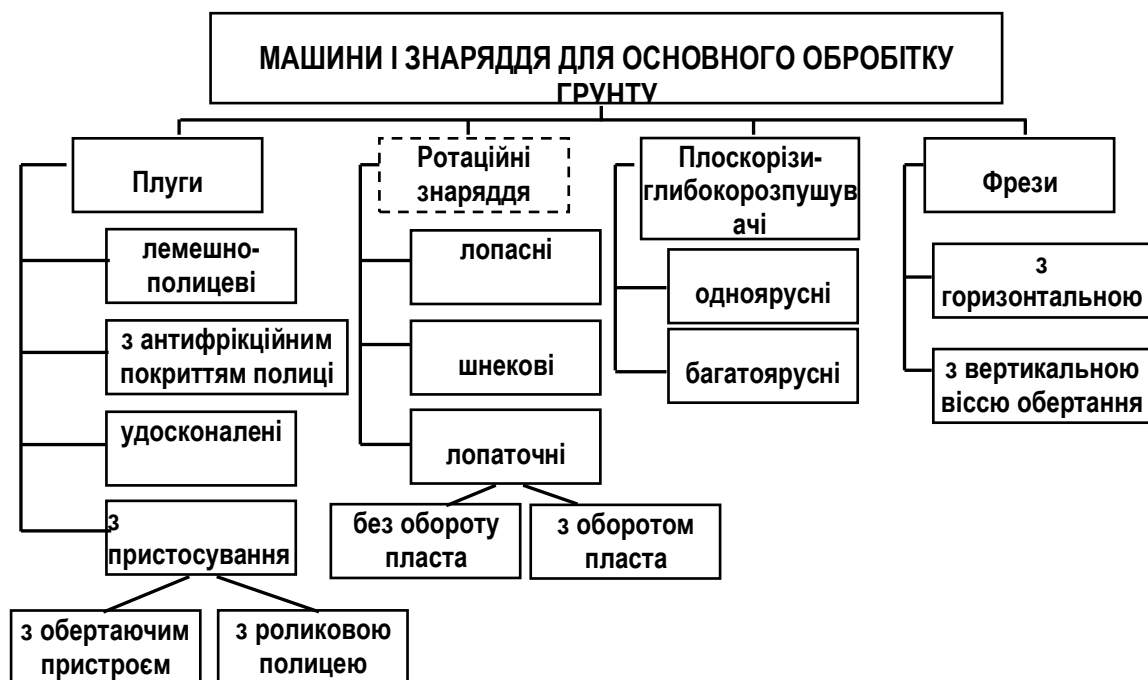 МАШИНИ І ЗНАРЯДДЯ ДЛЯ ОСНОВНОГО ОБРОБІТКУ
ГРУНТУ
Плуги
лемешно-
полицеві
з антифрікційним
покриттям полиці
удосконалені
з
пристосування
з обертаючим
пристроєм
з роликовою
полицею
Ротаційні
знаряддя
лопасні
шнекові
лопаточні
без обороту
пласта
з оборотом
пласта
Плоскорізи-
глибокорозпушув
ачі
одноярусні
багатоярусні
Фрези
з
горизонтальною
з вертикальною
віссю обертання